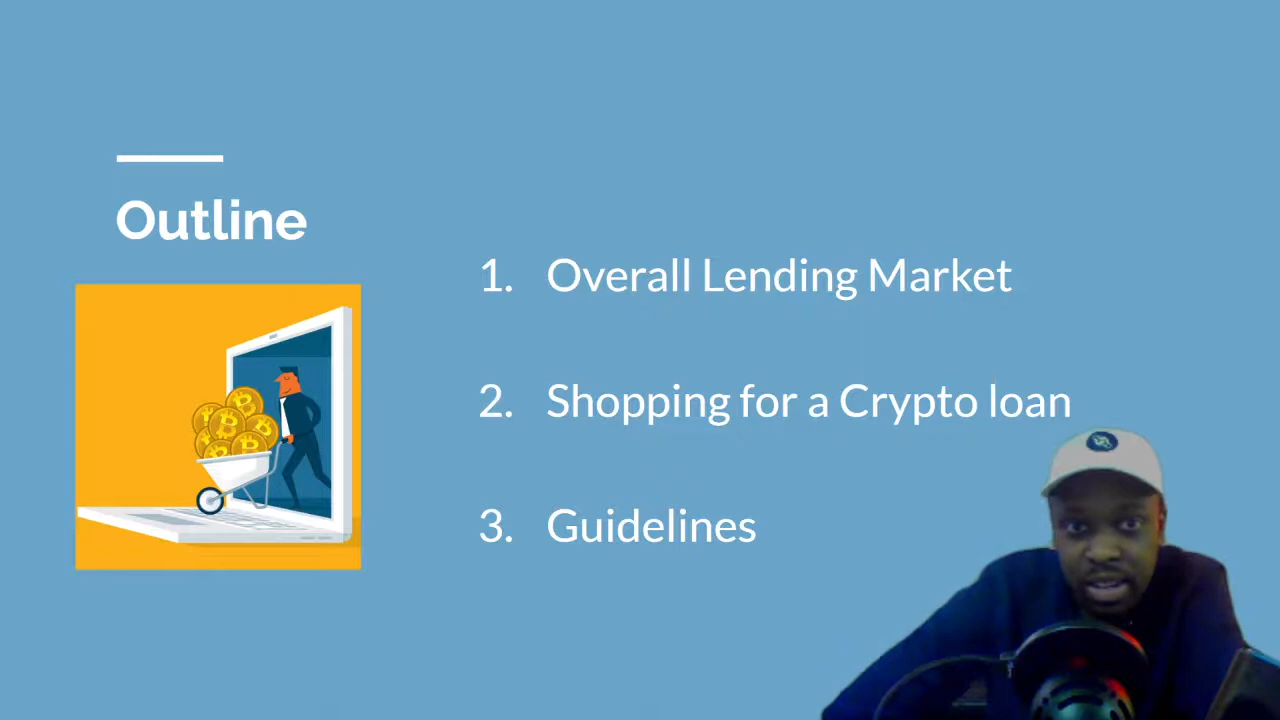 Outline
1. Overall Lending Market
2. Shopping for a Crypto loan
3. Guidelines